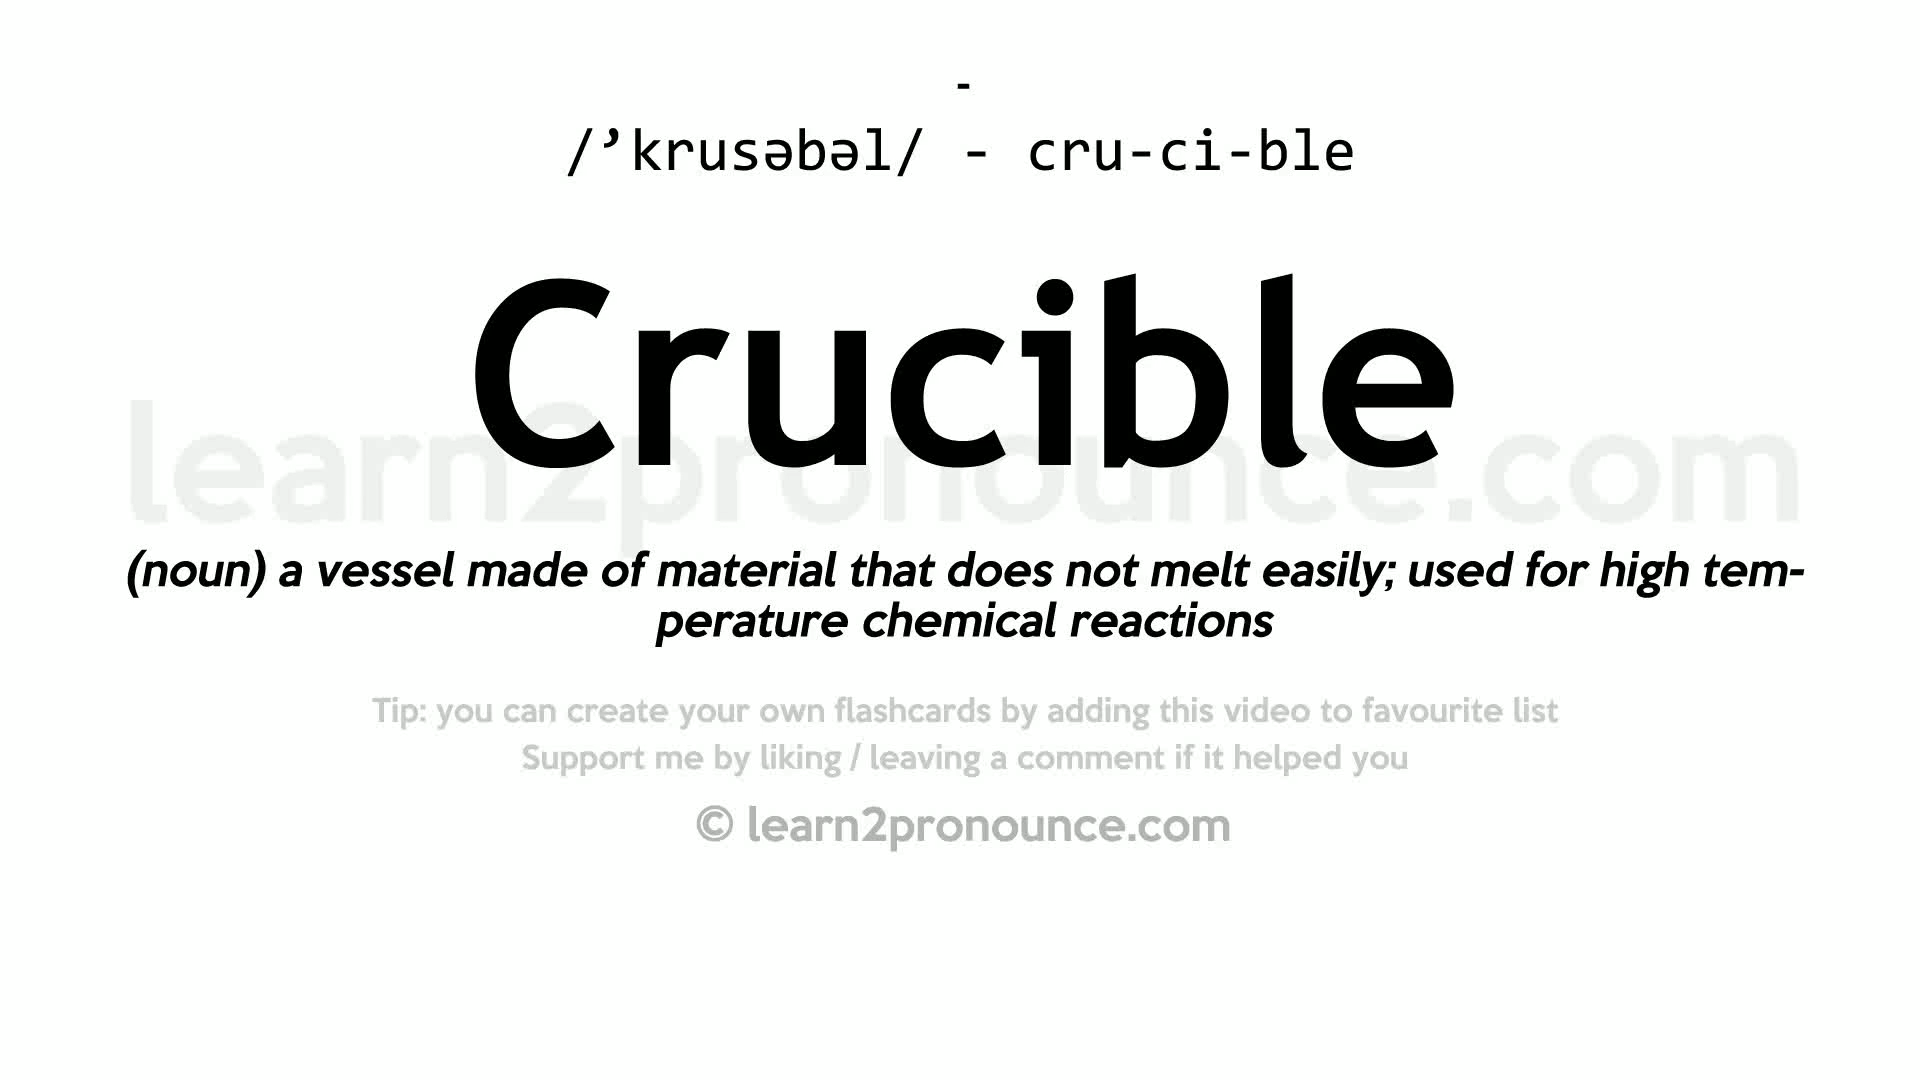 -
/’krusəbəl/ - cru-ci-ble
Crucible
learn2pronounce.com
(noun) a vessel made of material that does not melt easily; used for high tem-
perature chemical reactions
Tip: you can create your own flashcards by adding this video to favourite list
Support me by liking / leaving a comment if it helped you
© learn2pronounce.com